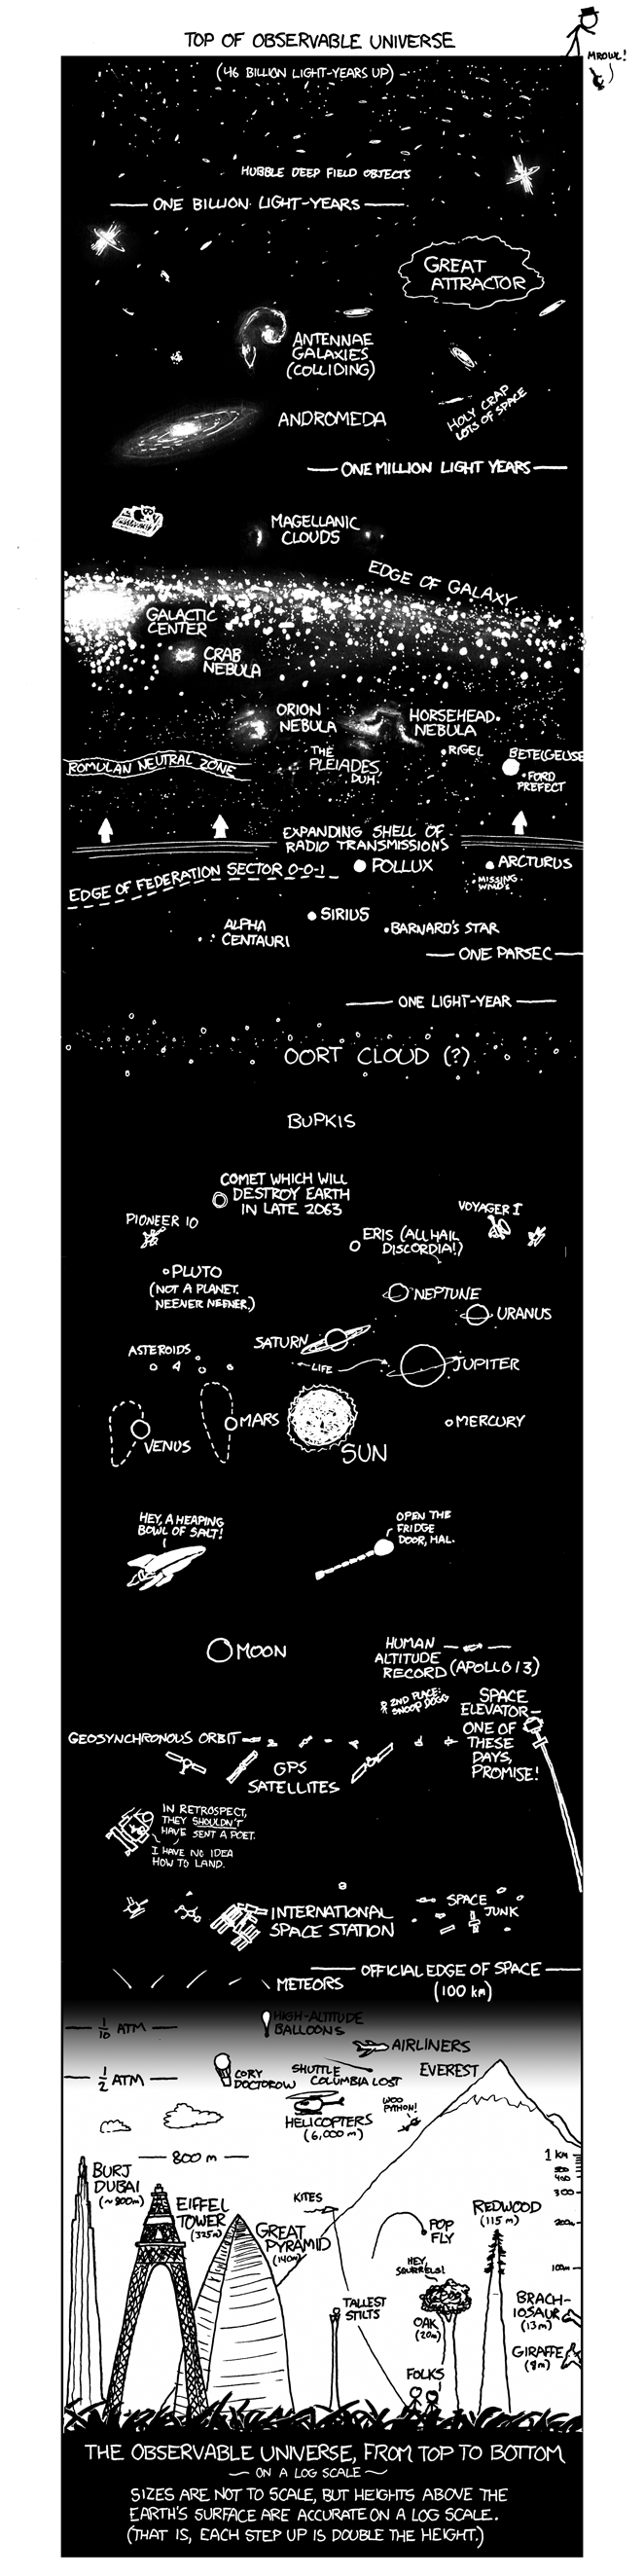 TOP OF OBSERVABLE UNIVERSE
MROWL!
(46 BILLION LIGHT-YEARS UP)
HUBBLE DEEP FIELD OBJECTS
ONE BILLION LIGHT-YEARS
GREAT
ATTRACTOR
ANTENNAE
GALAXIES
(COLLIDING)
HOLY CRAP
LOTS OF SPACE
ANDROMEDA
ONE MILLION LIGHT YEARS
MAGELLANIC
CLOUDS
EDGE OF GALAXY
GALACTIC
CENTER
CRAB
NEBULA
ORION
NEBULA
HORSEHEAD
NEBULA
ROMULAN NEUTRAL ZONE
THE
PLEIADES,
DUH.
RIGEL
BETELGEUSE
FORD
PREFECT
EXPANDING SHELL OF
RADIO TRANSMISSIONS
EDGE OF FEDERATION SECTOR 0-0-1
POLLUX
ARCTURUS
MISSING
WMD'S
ALPHA
CENTAURI
SIRIUS
BARNARD'S STAR
ONE PARSEC
ONE LIGHT-YEAR
OORT CLOUD (?)
BUPKIS
COMET WHICH WILL
DESTROY EARTH
IN LATE 2063
PIONEER 10
VOYAGER I
ERIS (ALL HAIL
DISCORDIA!)
PLUTO
(NOT A PLANET.
NEENER NEENER.)
NEPTUNE
URANUS
SATURN
ASTEROIDS
LIFE
JUPITER
MARS
VENUS
SUN
MERCURY
HEY, A HEAPING
BOWL OF SALT!
OPEN THE
FRIDGE
DOOR, HAL.
MOON
HUMAN
ALTITUDE
RECORD (APOLLO 13)
2ND PLACE:
SNOOP DOGG
SPACE
ELEVATOR—
ONE OF
THESE
DAYS,
PROMISE!
GEOSYNCHRONOUS ORBIT
GPS
SATELLITES
IN RETROSPECT,
THEY SHOULDN'T
HAVE SENT A POET.
I HAVE NO IDEA
HOW TO LAND.
INTERNATIONAL
SPACE STATION
SPACE
JUNK
OFFICIAL EDGE OF SPACE
(100 km)
METEORS
1/10 ATM
HIGH-ALTITUDE
BALLOONS
AIRLINERS
1/2 ATM
CORY
DOCTOROW
SHUTTLE
COLUMBIA LOST
EVEREST
HELICOPTERS
(6,000 m)
WOO
PYTHON!
800 m
BURJ
DUBAI
(~800m)
1 KM
500
400
300
200m
100m
EIFFEL
TOWER
(325m)
GREAT
PYRAMID
(140m)
KITES
POP
FLY
REDWOOD
(115 m)
HEY,
SQUIRRELS!
TALLEST
STILTS
OAK
(20m)
BRACH-
IOSAUR
(13m)
GIRAFFE
(8m)
FOLKS
THE OBSERVABLE UNIVERSE, FROM TOP TO BOTTOM
— ON A LOG SCALE —
SIZES ARE NOT TO SCALE, BUT HEIGHTS ABOVE THE
EARTH'S SURFACE ARE ACCURATE ON A LOG SCALE.
(THAT IS, EACH STEP UP IS DOUBLE THE HEIGHT.)